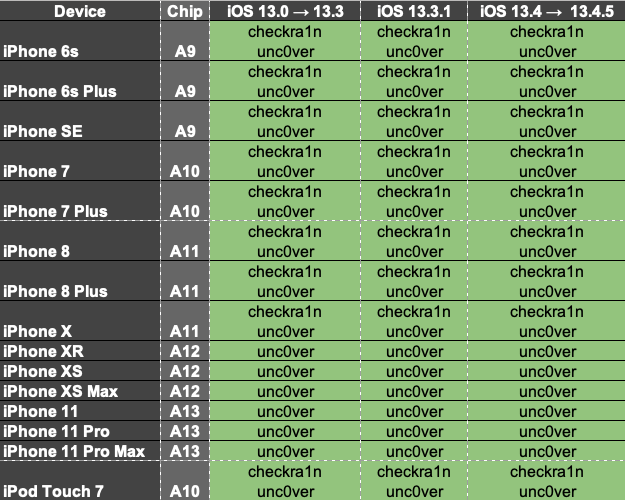 Device Chip iOS 13.0 → 13.3 iOS 13.3.1 iOS 13.4 → 13.4.5
checkra1n checkra1n checkra1n
iPhone 6s A9 unc0ver unc0ver unc0ver
checkra1n checkra1n checkra1n
iPhone 6s Plus A9 unc0ver unc0ver unc0ver
checkra1n checkra1n checkra1n
iPhone SE A9 unc0ver unc0ver unc0ver
checkra1n checkra1n checkra1n
iPhone 7 A10 unc0ver unc0ver unc0ver
checkra1n checkra1n checkra1n
iPhone 7 Plus A10 unc0ver unc0ver unc0ver
checkra1n checkra1n checkra1n
iPhone 8 A11 unc0ver unc0ver unc0ver
checkra1n checkra1n checkra1n
iPhone 8 Plus A11 unc0ver unc0ver unc0ver
checkra1n checkra1n checkra1n
iPhone X A11 unc0ver unc0ver unc0ver
iPhone XR A12 unc0ver unc0ver unc0ver
iPhone XS A12 unc0ver unc0ver unc0ver
iPhone XS Max A12 unc0ver unc0ver unc0ver
iPhone 11 A13 unc0ver unc0ver unc0ver
iPhone 11 Pro A13 unc0ver unc0ver unc0ver
iPhone 11 Pro Max A13 unc0ver unc0ver unc0ver
checkra1n checkra1n checkra1n
iPod Touch 7 A10 unc0ver unc0ver unc0ver